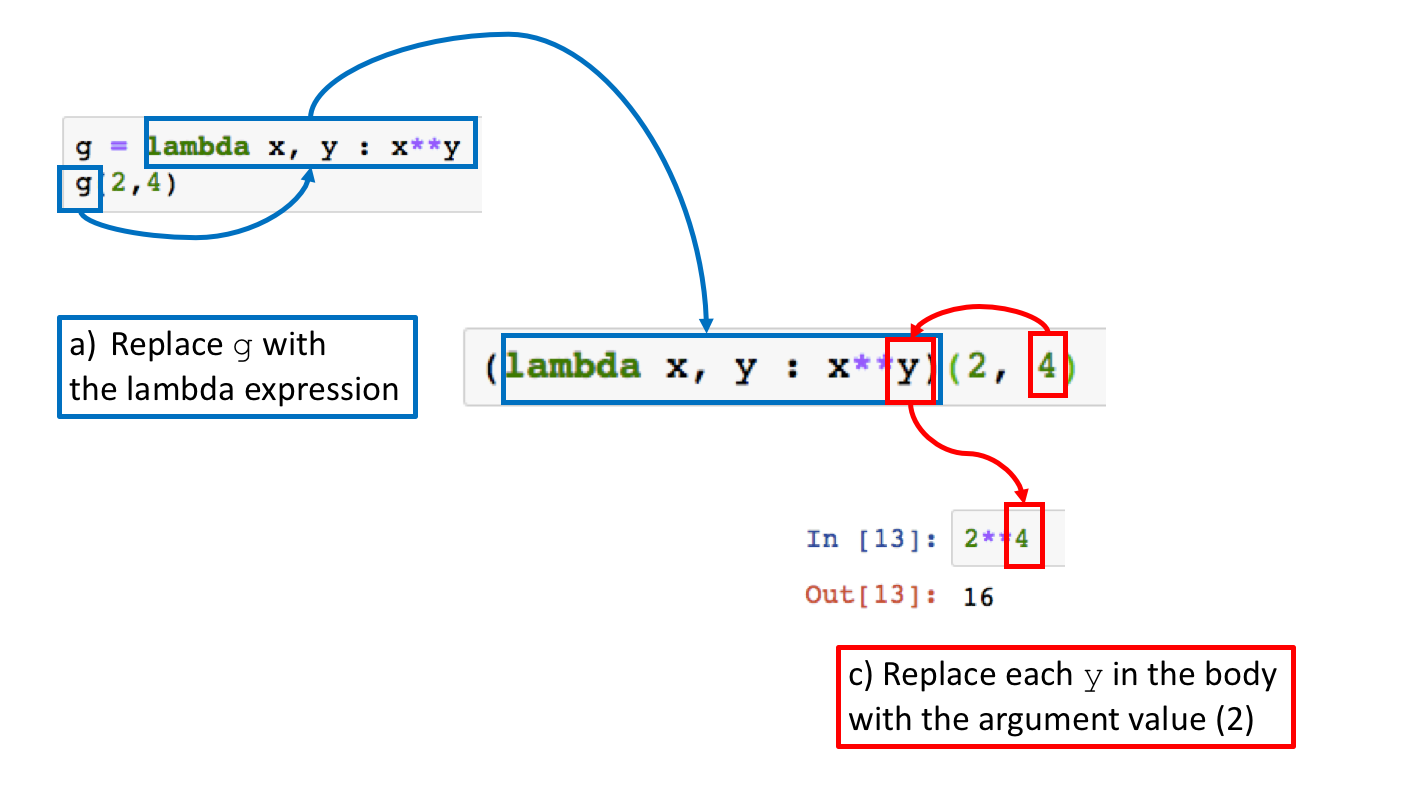 g = lambda x, y : x**y
g(2,4)
a) Replace g with
the lambda expression
(lambda x, y : x**y)(2, 4)
In [13]: 2**4
Out[13]: 16
c) Replace each y in the body
with the argument value (2)